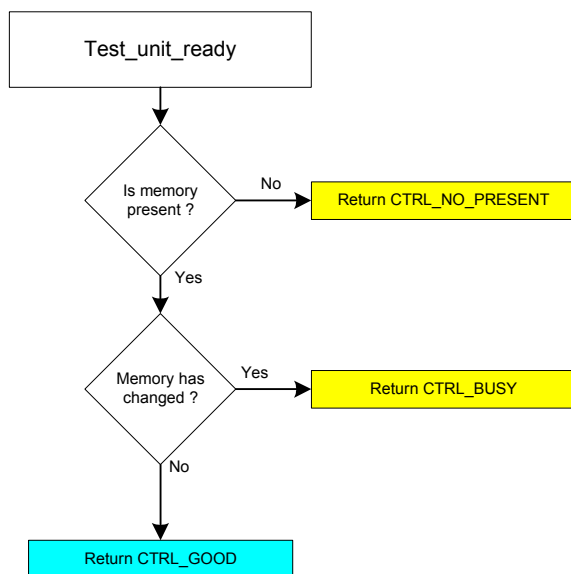 Test_unit_ready
Is memory
present ?
No
Return CTRL_NO_PRESENT
Yes
Memory has
changed ?
Yes
Return CTRL_BUSY
No
Return CTRL_GOOD